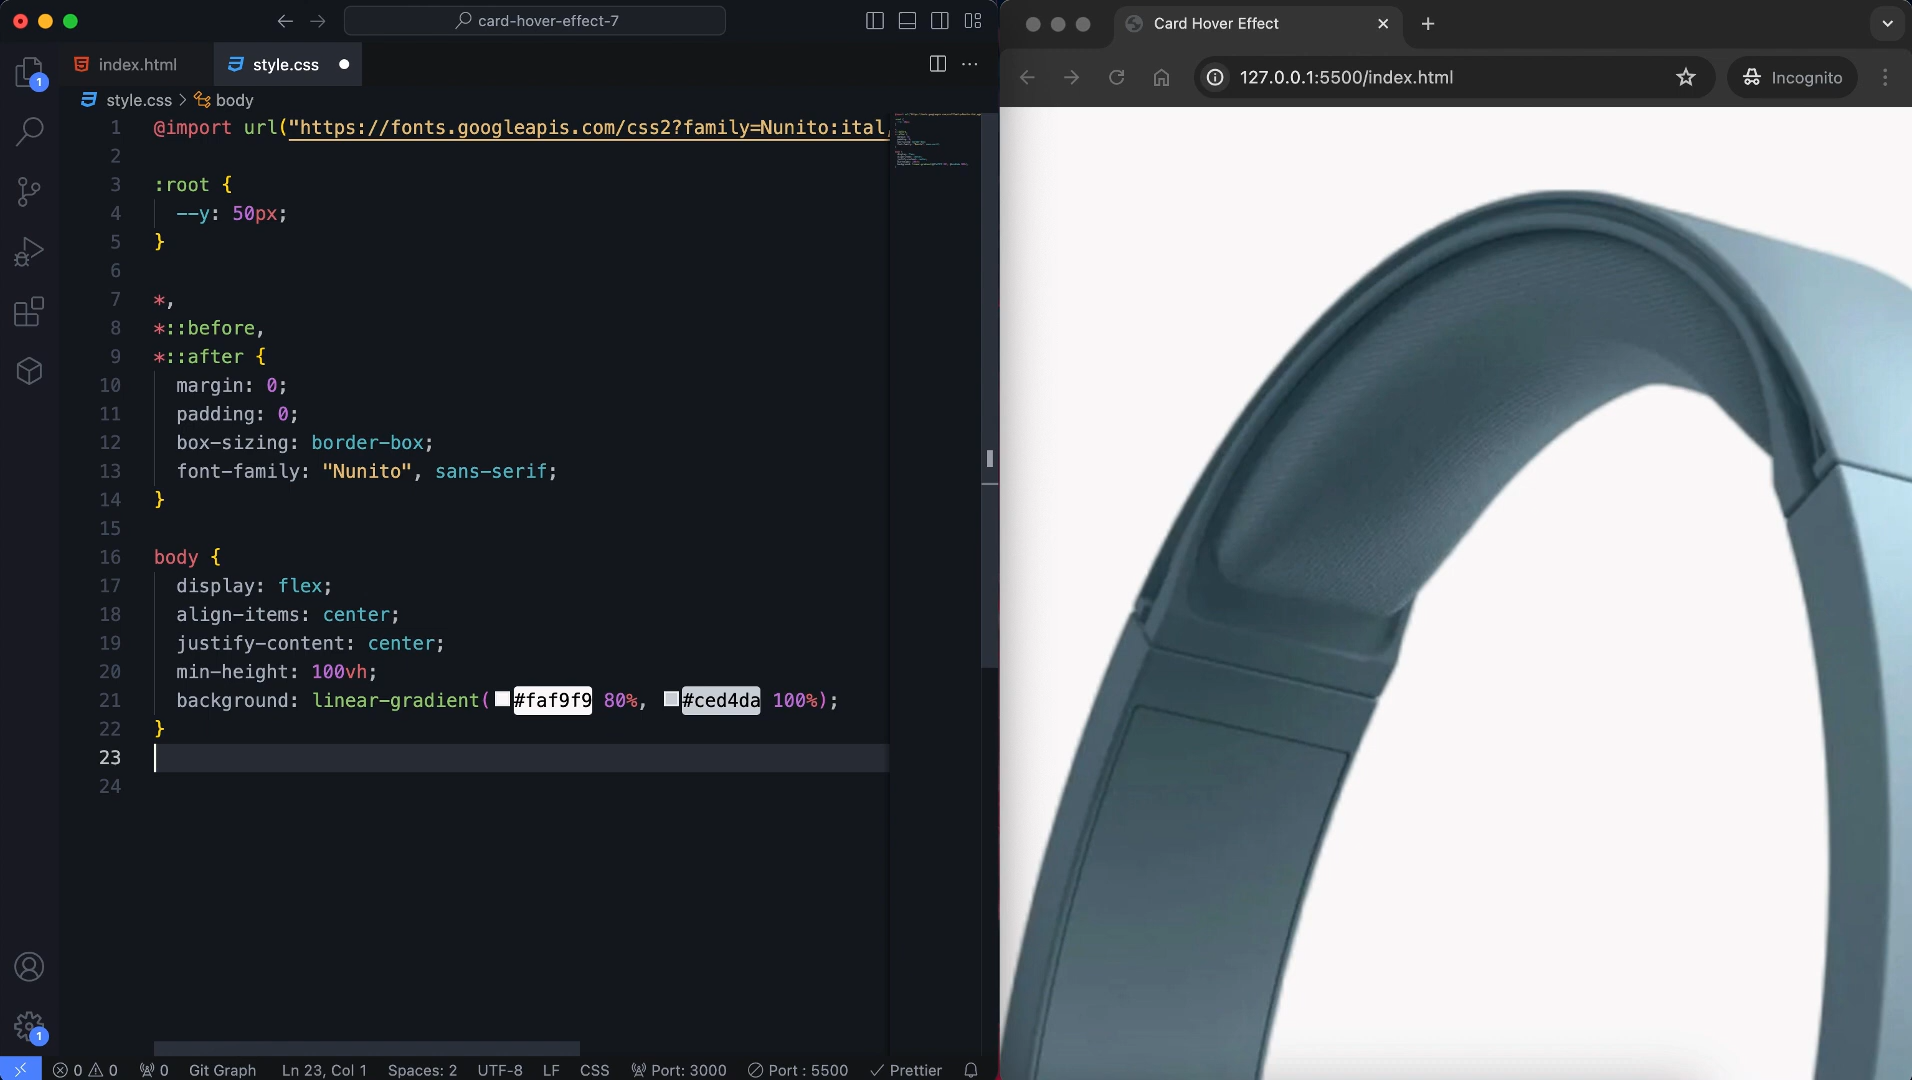 card-hover-effect-7
index.html
style.css
style.css > body
1 @import url("https://fonts.googleapis.com/css2?family=Nunito:ital,
2
3 :root {
4 --y: 50px;
5 }
6
7 *,
8 *::before,
9 *::after {
10 margin: 0;
11 padding: 0;
12 box-sizing: border-box;
13 font-family: "Nunito", sans-serif;
14 }
15
16 body {
17 display: flex;
18 align-items: center;
19 justify-content: center;
20 min-height: 100vh;
21 background: linear-gradient(#faf9f9 80%, #ced4da 100%);
22 }
23
24
1
1
0 0 0 Git Graph Ln 23, Col 1 Spaces: 2 UTF-8 LF CSS Port: 3000 Port : 5500 Prettier
Card Hover Effect
127.0.0.1:5500/index.html
Incognito